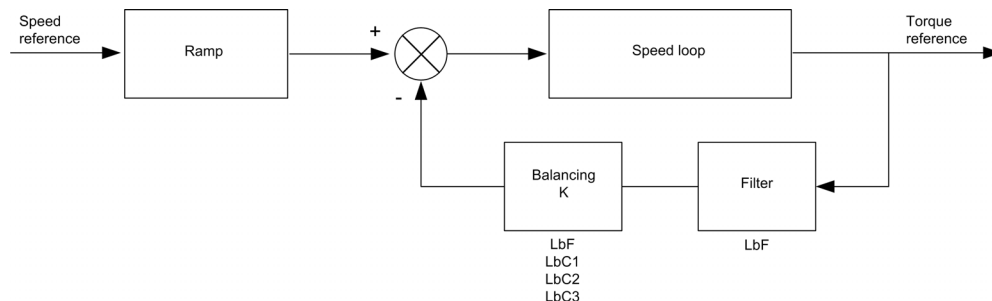 Speed
reference
Ramp
+
-
Speed loop
Torque
reference
Balancing
K
Filter
LbF
LbC1
LbC2
LbC3
LbF